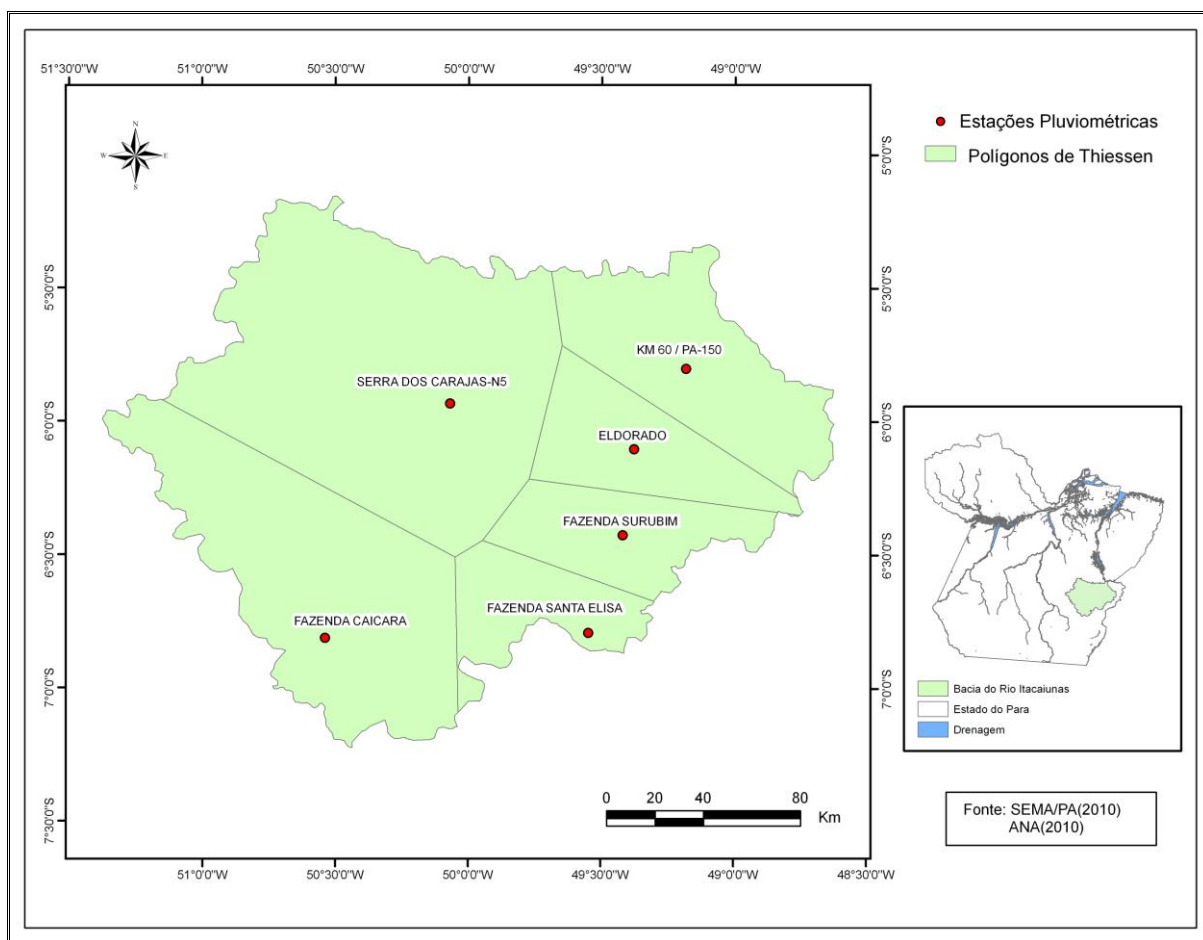 51°30'0"W
51°0'0"W
50°30'0"W
50°0'0"W
49°30'0"W
49°0'0"W
N
W
E
S
Estações Pluviométricas
Polígonos de Thiessen
5°0'0"S
5°30'0"S
5°30'0"S
KM 60 / PA-150
SERRA DOS CARAJAS-N5
6°0'0"S
6°0'0"S
ELDORADO
FAZENDA SURUBIM
6°30'0"S
6°30'0"S
FAZENDA SANTA ELISA
FAZENDA CAICARA
7°0'0"S
7°0'0"S
Bacia do Rio Itacaiunas
Estado do Para
Drenagem
0 20 40 80
Km
7°30'0"S
Fonte: SEMA/PA(2010)
ANA(2010)
51°0'0"W
50°30'0"W
50°0'0"W
49°30'0"W
49°0'0"W
48°30'0"W